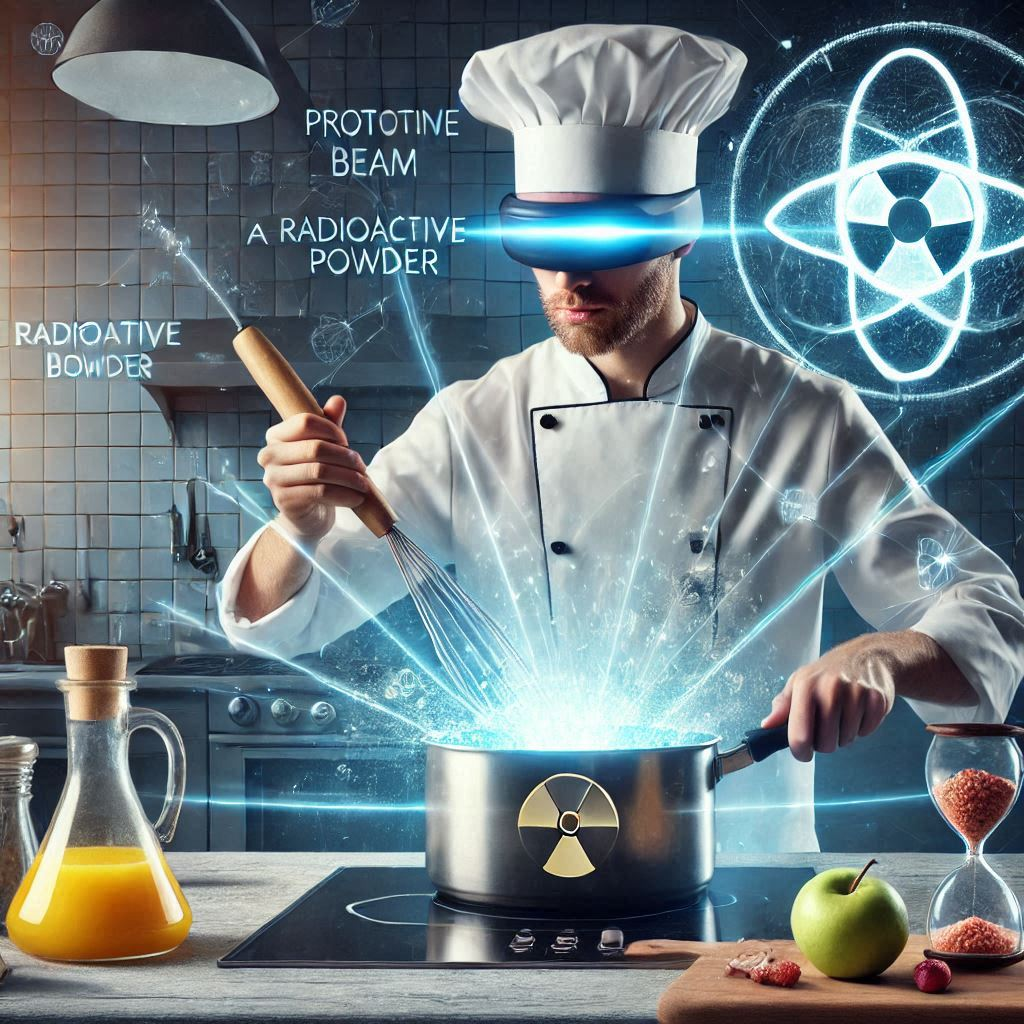 PROTOTINE
BEAM
A RADIOACTIVE
POWDER
RADIOATIVE
BOWDER